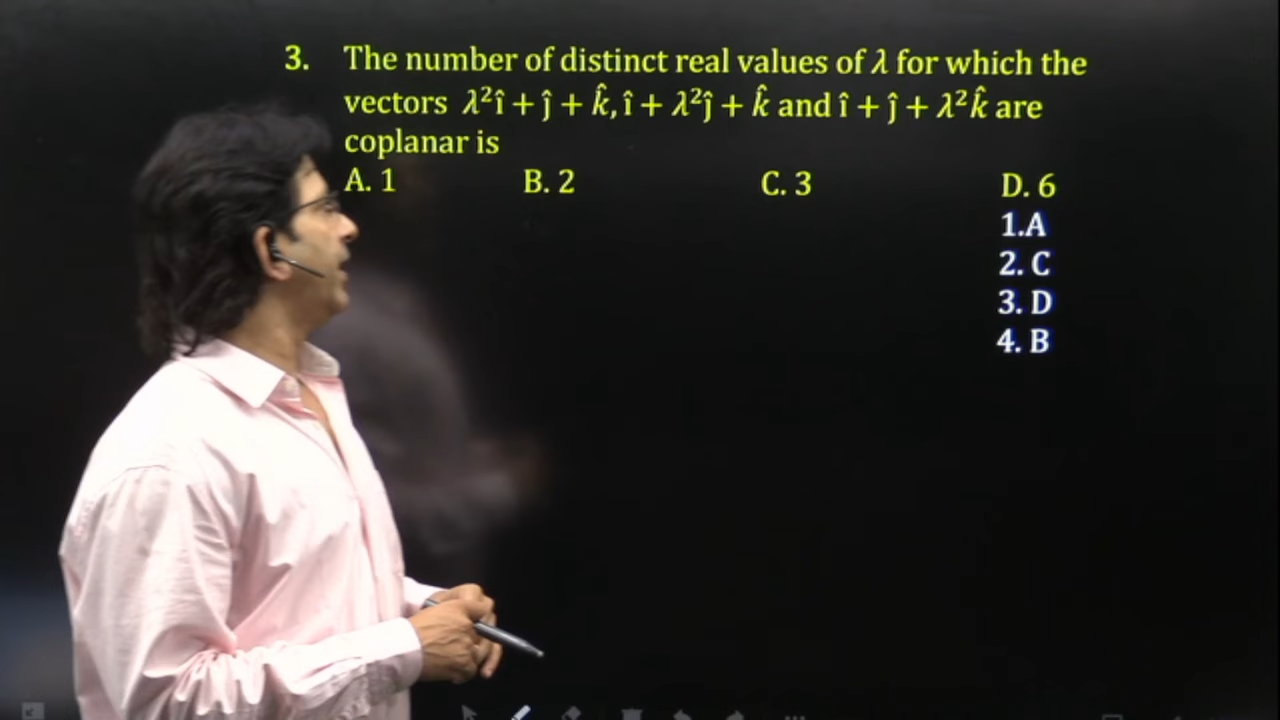 3. The number of distinct real values of λ for which the
vectors λ²î + ĵ + k̂, î + λ²ĵ + k̂ and î + ĵ + λ²k̂ are
coplanar is
A. 1 B. 2 C. 3 D. 6
1.A
2. C
3. D
4. B